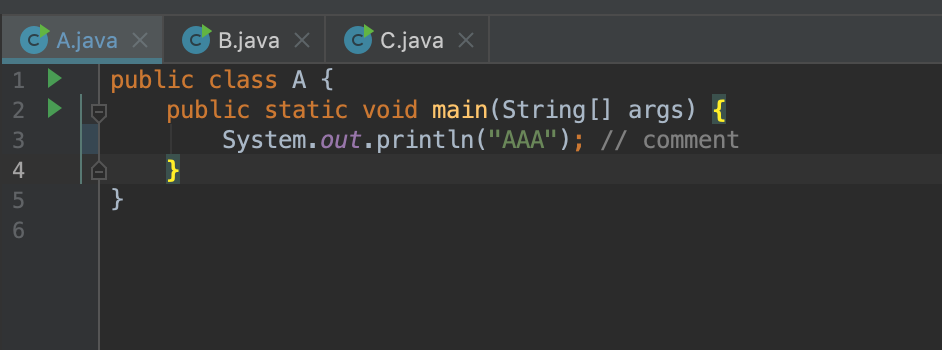 C A.java × C B.java × C C.java ×
1 public class A {
2 public static void main(String[] args) {
3 System.out.println("AAA"); // comment
4 }
5 }
6